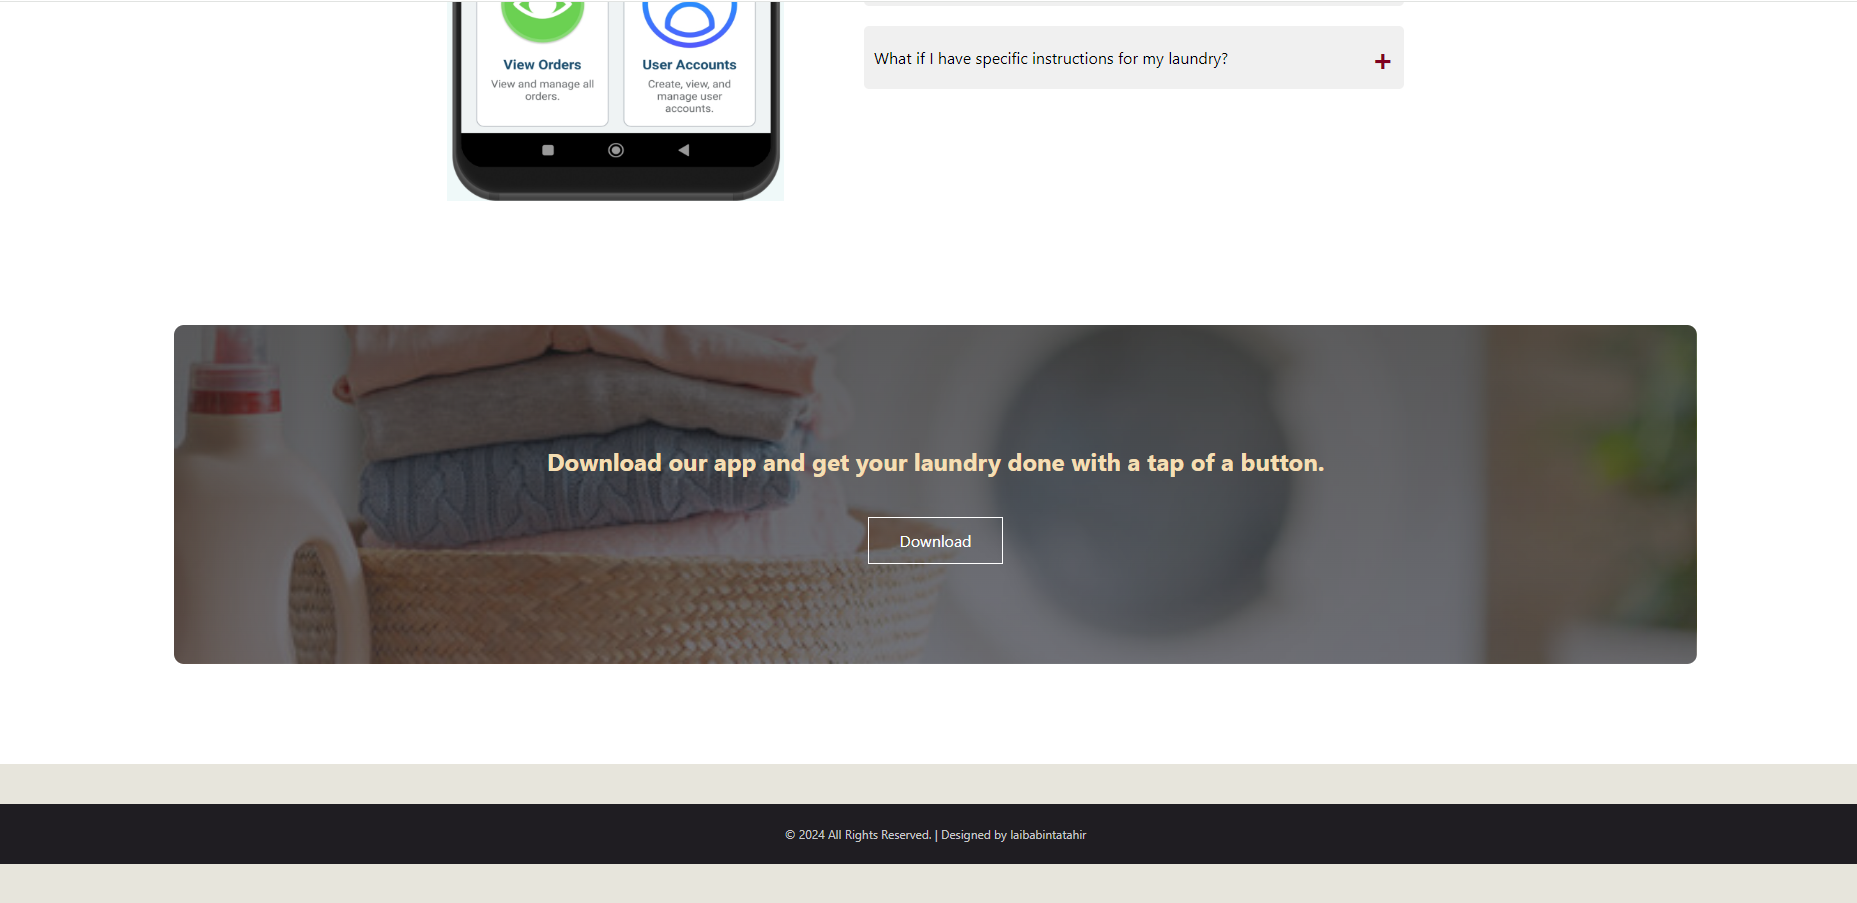 View Orders
View and manage all
orders.
User Accounts
Create, view, and
manage user
accounts.
What if I have specific instructions for my laundry?
Download our app and get your laundry done with a tap of a button.
Download
© 2024 All Rights Reserved. | Designed by laibabintatahir